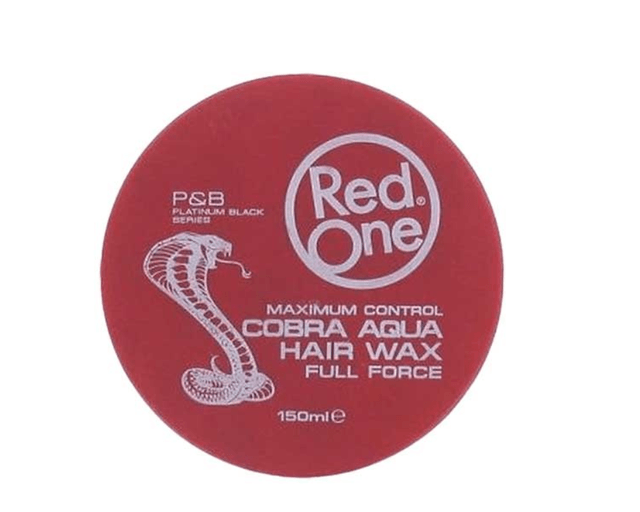 Red®
One
P&B
PLATINUM BLACK
SERIES
MAXIMUM CONTROL
COBRA AQUA
HAIR WAX
FULL FORCE
150ml e